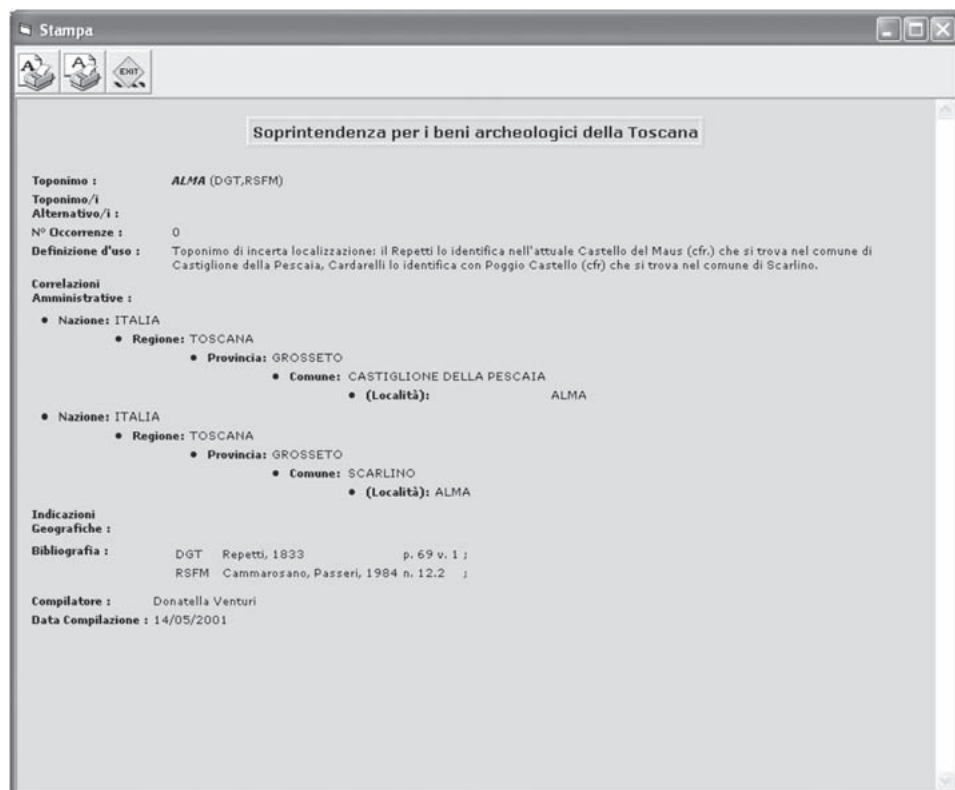 Stampa
EXIT
Soprintendenza per i beni archeologici della Toscana
Toponimo : ALMA (DGT,RSFM)
Toponimo/i
Alternativo/i :
N° Occorrenze : 0
Definizione d'uso : Toponimo di incerta localizzazione: il Repetti lo identifica nell'attuale Castello del Maus (cfr.) che si trova nel comune di
Castiglione della Pescaia, Cardarelli lo identifica con Poggio Castello (cfr) che si trova nel comune di Scarlino.
Correlazioni
Amministrative :
• Nazione: ITALIA
• Regione: TOSCANA
• Provincia: GROSSETO
• Comune: CASTIGLIONE DELLA PESCAIA
• (Località): ALMA
• Nazione: ITALIA
• Regione: TOSCANA
• Provincia: GROSSETO
• Comune: SCARLINO
• (Località): ALMA
Indicazioni
Geografiche :
Bibliografia : DGT Repetti, 1833 p. 69 v. 1 ;
RSFM Cammarosano, Passeri, 1984 n. 12.2 ;
Compilatore : Donatella Venturi
Data Compilazione : 14/05/2001